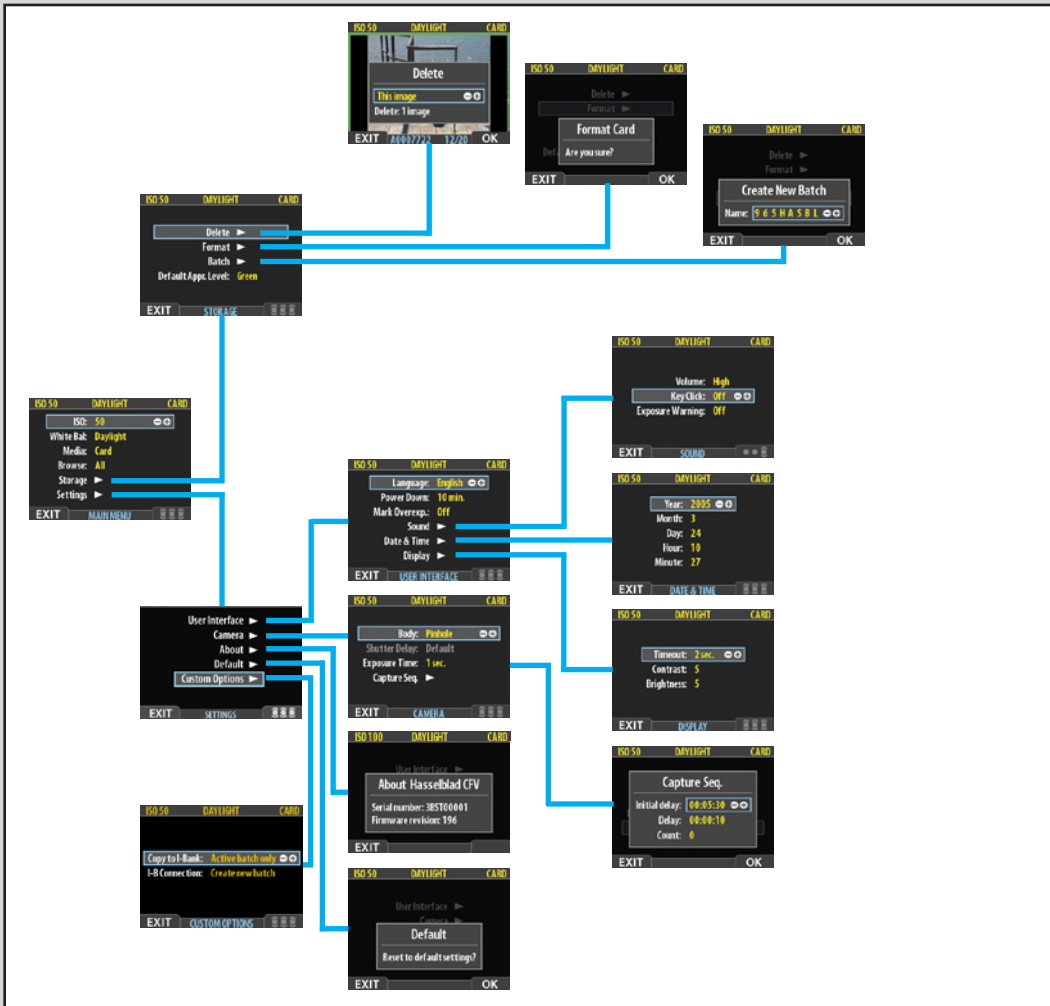 ISO 50 DAYLIGHT CARD
Delete
This image
Delete: 1 image
EXIT A0007722 12/20 OK
ISO 50 DAYLIGHT CARD
Delete
Format
Format Card
Are you sure?
EXIT OK
ISO 50 DAYLIGHT CARD
Delete
Format
Create New Batch
Name: 9 6 5 H A S B L
EXIT OK
ISO 50 DAYLIGHT CARD
Delete
Format
Batch
Default Appr. Level: Green
EXIT STORAGE
ISO 50 DAYLIGHT CARD
ISO: 50
White Bal: Daylight
Media: Card
Browse: All
Storage
Settings
EXIT MAIN MENU
User Interface
Camera
About
Default
Custom Options
EXIT SETTINGS
ISO 50 DAYLIGHT CARD
Copy to I-Bank: Active batch only
I-B Connection: Create new batch
EXIT CUSTOM OPTIONS
ISO 50 DAYLIGHT CARD
Language: English
Power Down: 10 min.
Mark Overexp.: Off
Sound
Date & Time
Display
EXIT USER INTERFACE
ISO 50 DAYLIGHT CARD
Body: Pinhole
Shutter Delay: Default
Exposure Time: 1 sec.
Capture Seq.
EXIT CAMERA
ISO 100 DAYLIGHT CARD
User Interface
About Hasselblad CFV
Serial number: 3BST00001
Firmware revision: 196
EXIT
ISO 50 DAYLIGHT CARD
User Interface
Camera
Default
Reset to default settings?
EXIT OK
ISO 50 DAYLIGHT CARD
Volume: High
Key Click: Off
Exposure Warning: Off
EXIT SOUND
ISO 50 DAYLIGHT CARD
Year: 2005
Month: 3
Day: 24
Hour: 10
Minute: 27
EXIT DATE & TIME
ISO 50 DAYLIGHT CARD
Timeout: 2 sec.
Contrast: 5
Brightness: 5
EXIT DISPLAY
ISO 50 DAYLIGHT CARD
Capture Seq.
Initial delay: 00:05:30
Delay: 00:00:10
Count: 0
EXIT OK